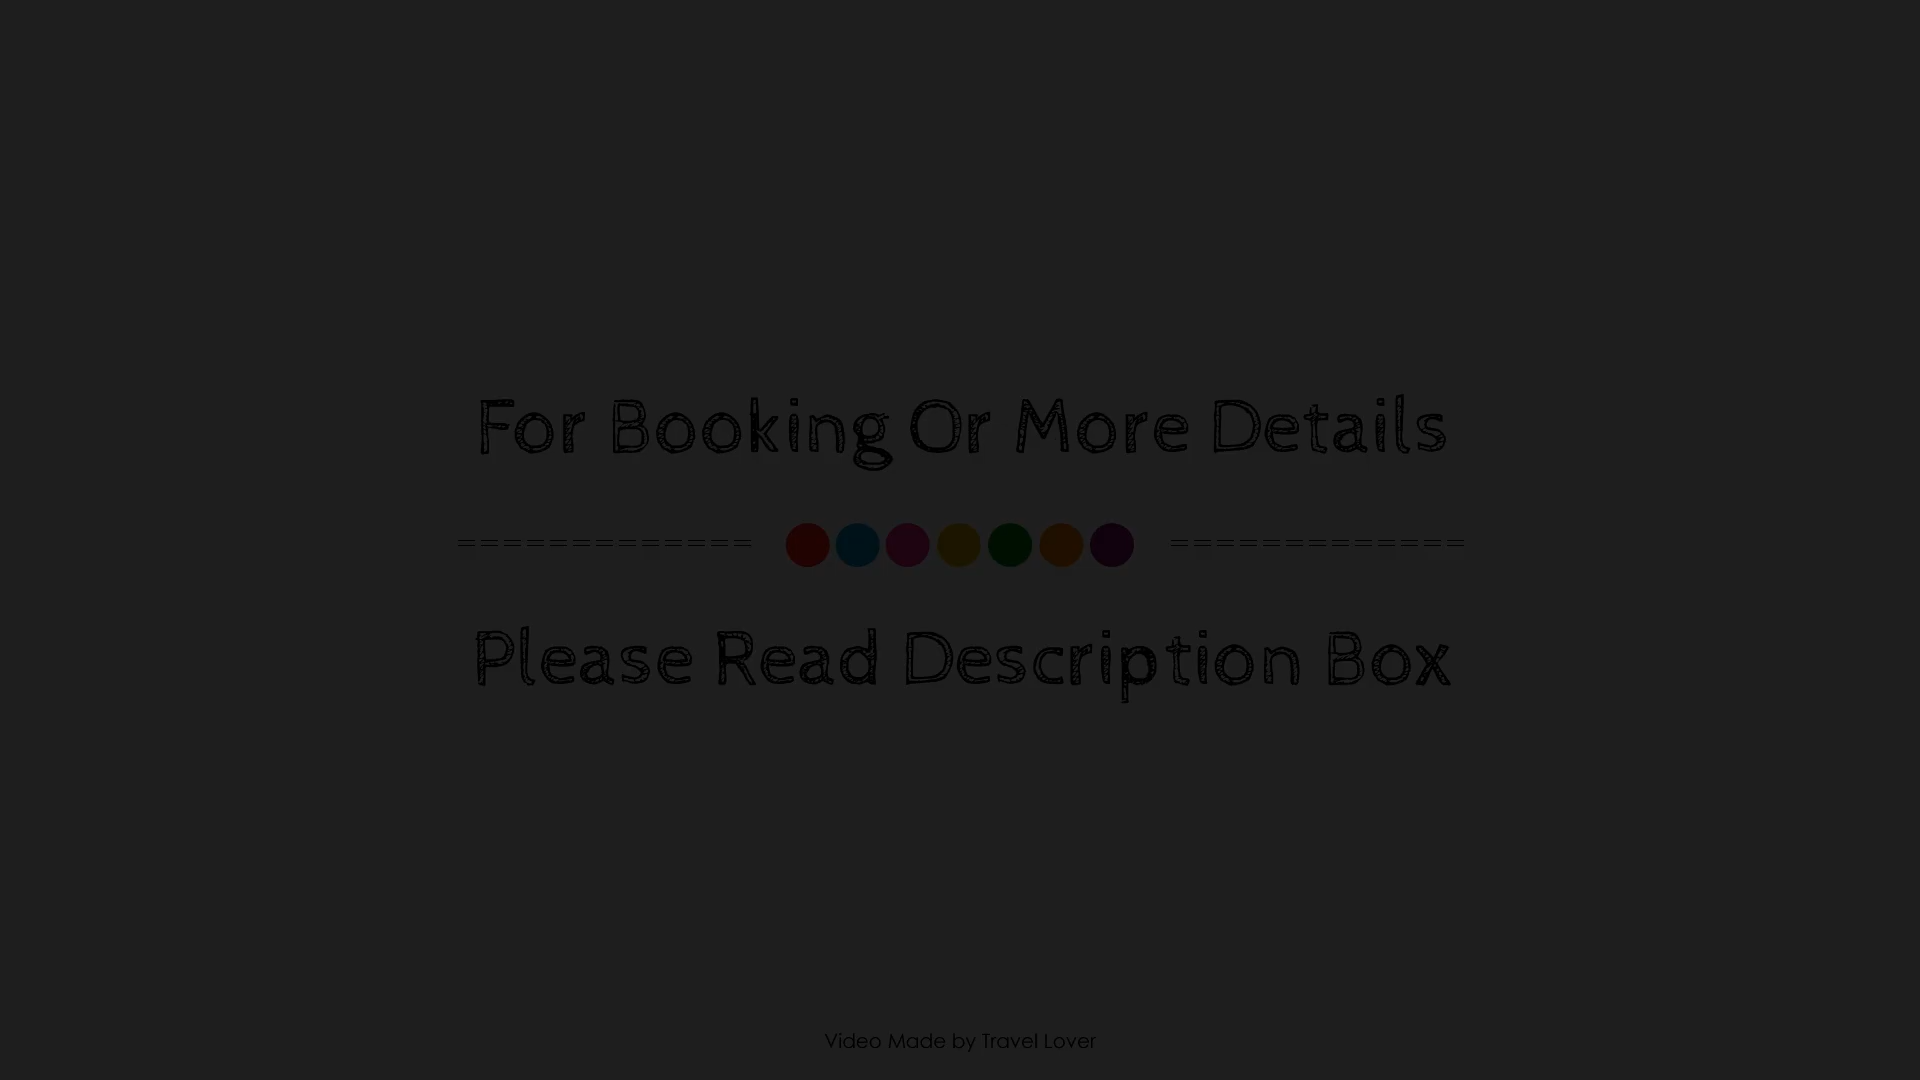 For Booking Or More Details
============= =============
Please Read Description Box
Video Made by Travel Lover